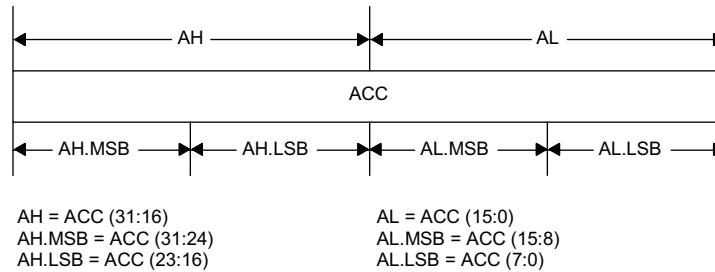 AH AL
ACC
AH.MSB AH.LSB AL.MSB AL.LSB
AH = ACC (31:16) AL = ACC (15:0)
AH.MSB = ACC (31:24) AL.MSB = ACC (15:8)
AH.LSB = ACC (23:16) AL.LSB = ACC (7:0)